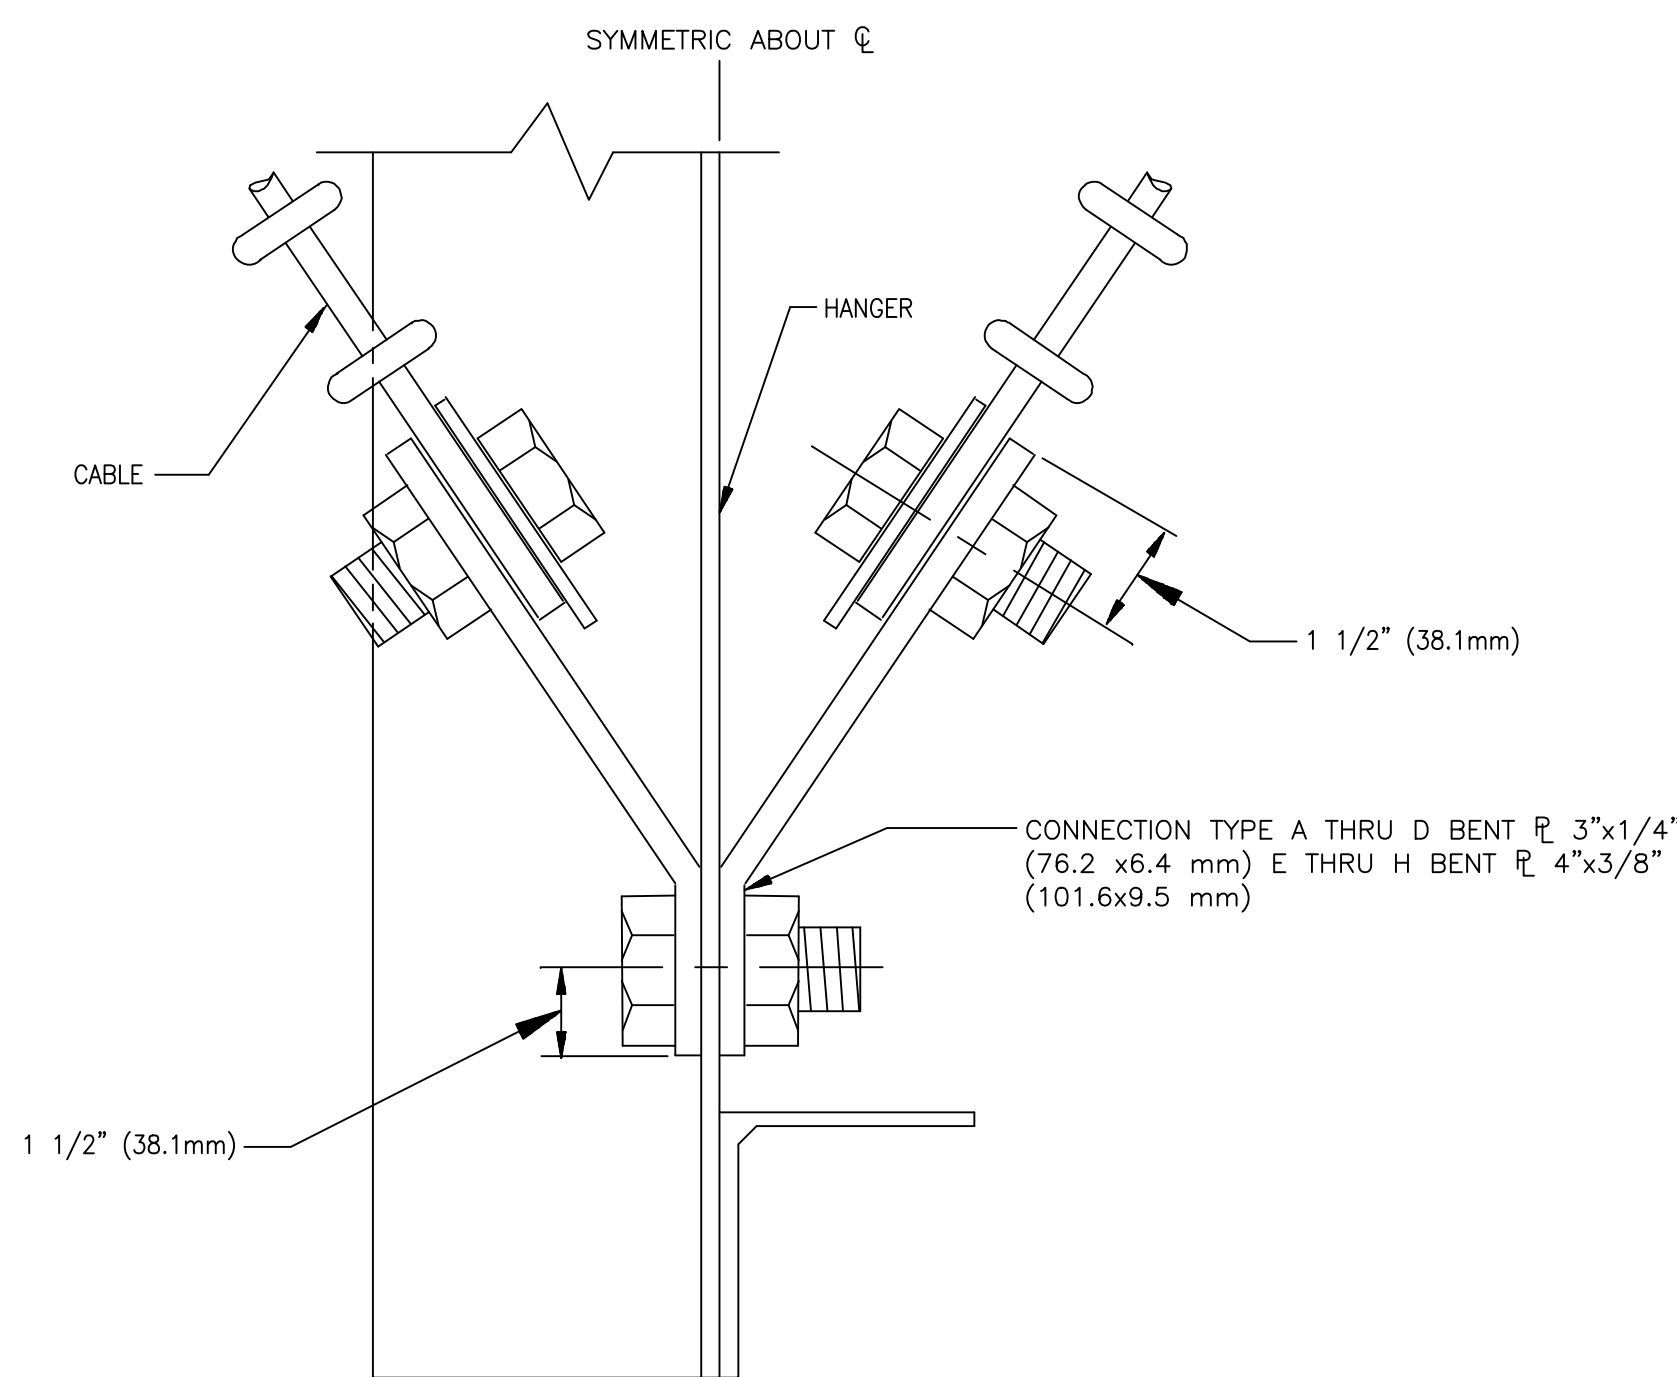 SYMMETRIC ABOUT ℄
HANGER
CABLE
1 1/2" (38.1mm)
CONNECTION TYPE A THRU D BENT ⅊ 3"x1/4"
(76.2 x6.4 mm) E THRU H BENT ⅊ 4"x3/8"
(101.6x9.5 mm)
1 1/2" (38.1mm)